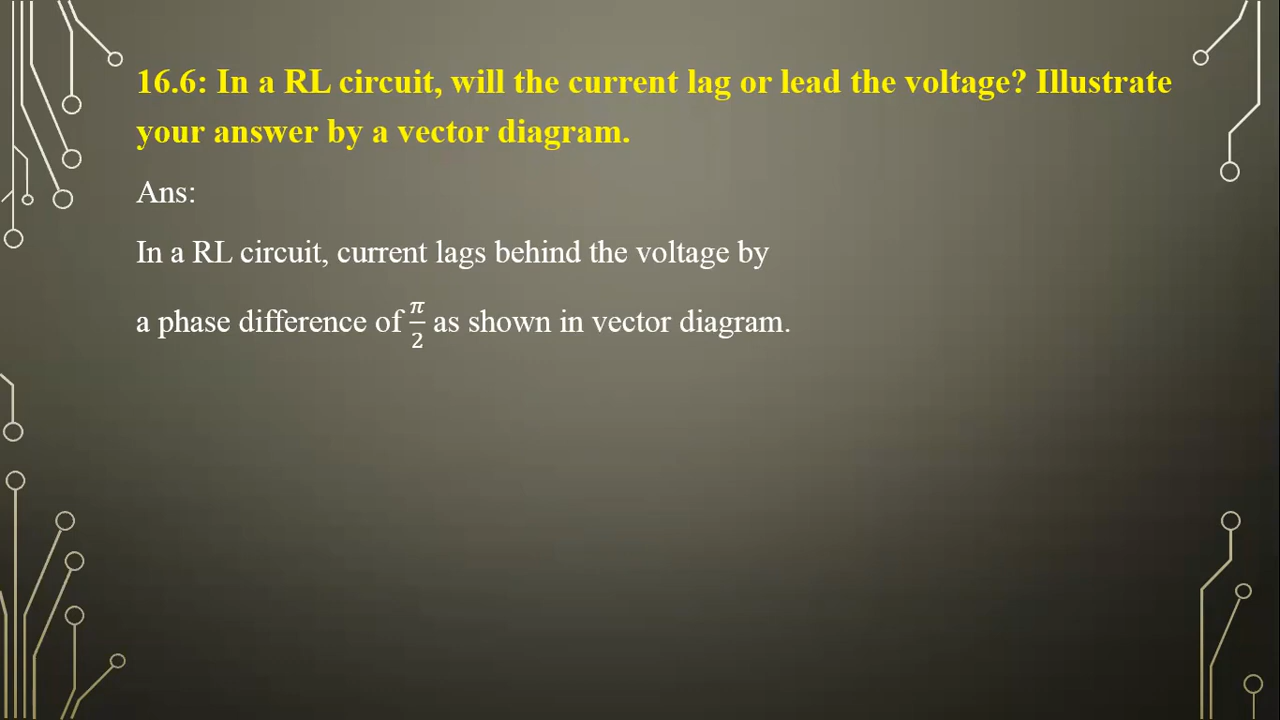 16.6: In a RL circuit, will the current lag or lead the voltage? Illustrate
your answer by a vector diagram.
Ans:
In a RL circuit, current lags behind the voltage by
a phase difference of π/2 as shown in vector diagram.